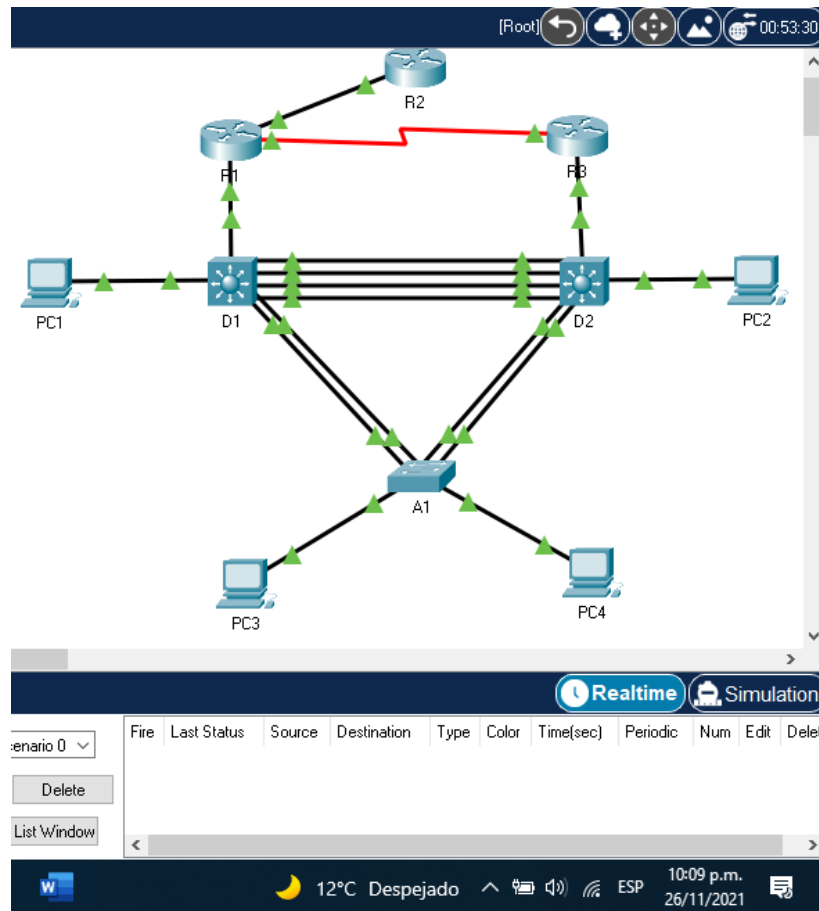 [Root] 00:53:30
R2
R1
R3
PC1
D1
D2
PC2
A1
PC3
PC4
Realtime Simulation
Fire Last Status Source Destination Type Color Time(sec) Periodic Num Edit Delet
cenario 0
Delete
List Window
W 12°C Despejado ESP 10:09 p.m.
26/11/2021